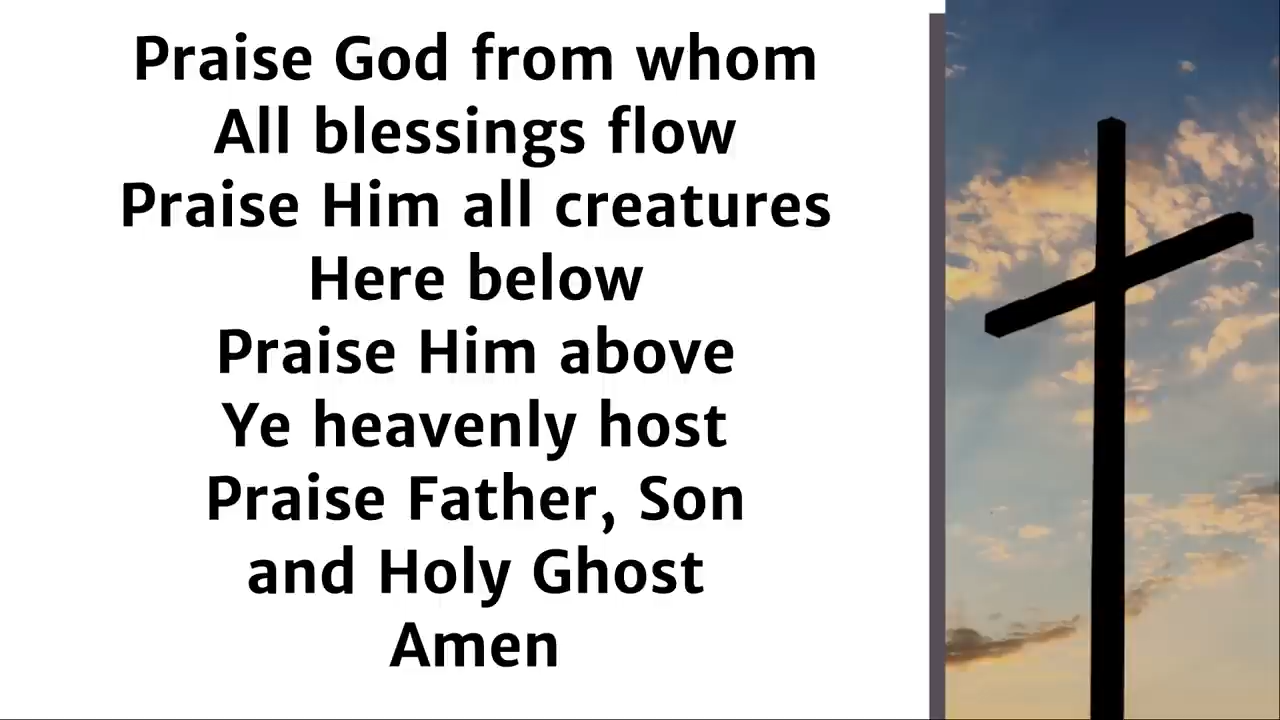 Praise God from whom
All blessings flow
Praise Him all creatures
Here below
Praise Him above
Ye heavenly host
Praise Father, Son
and Holy Ghost
Amen